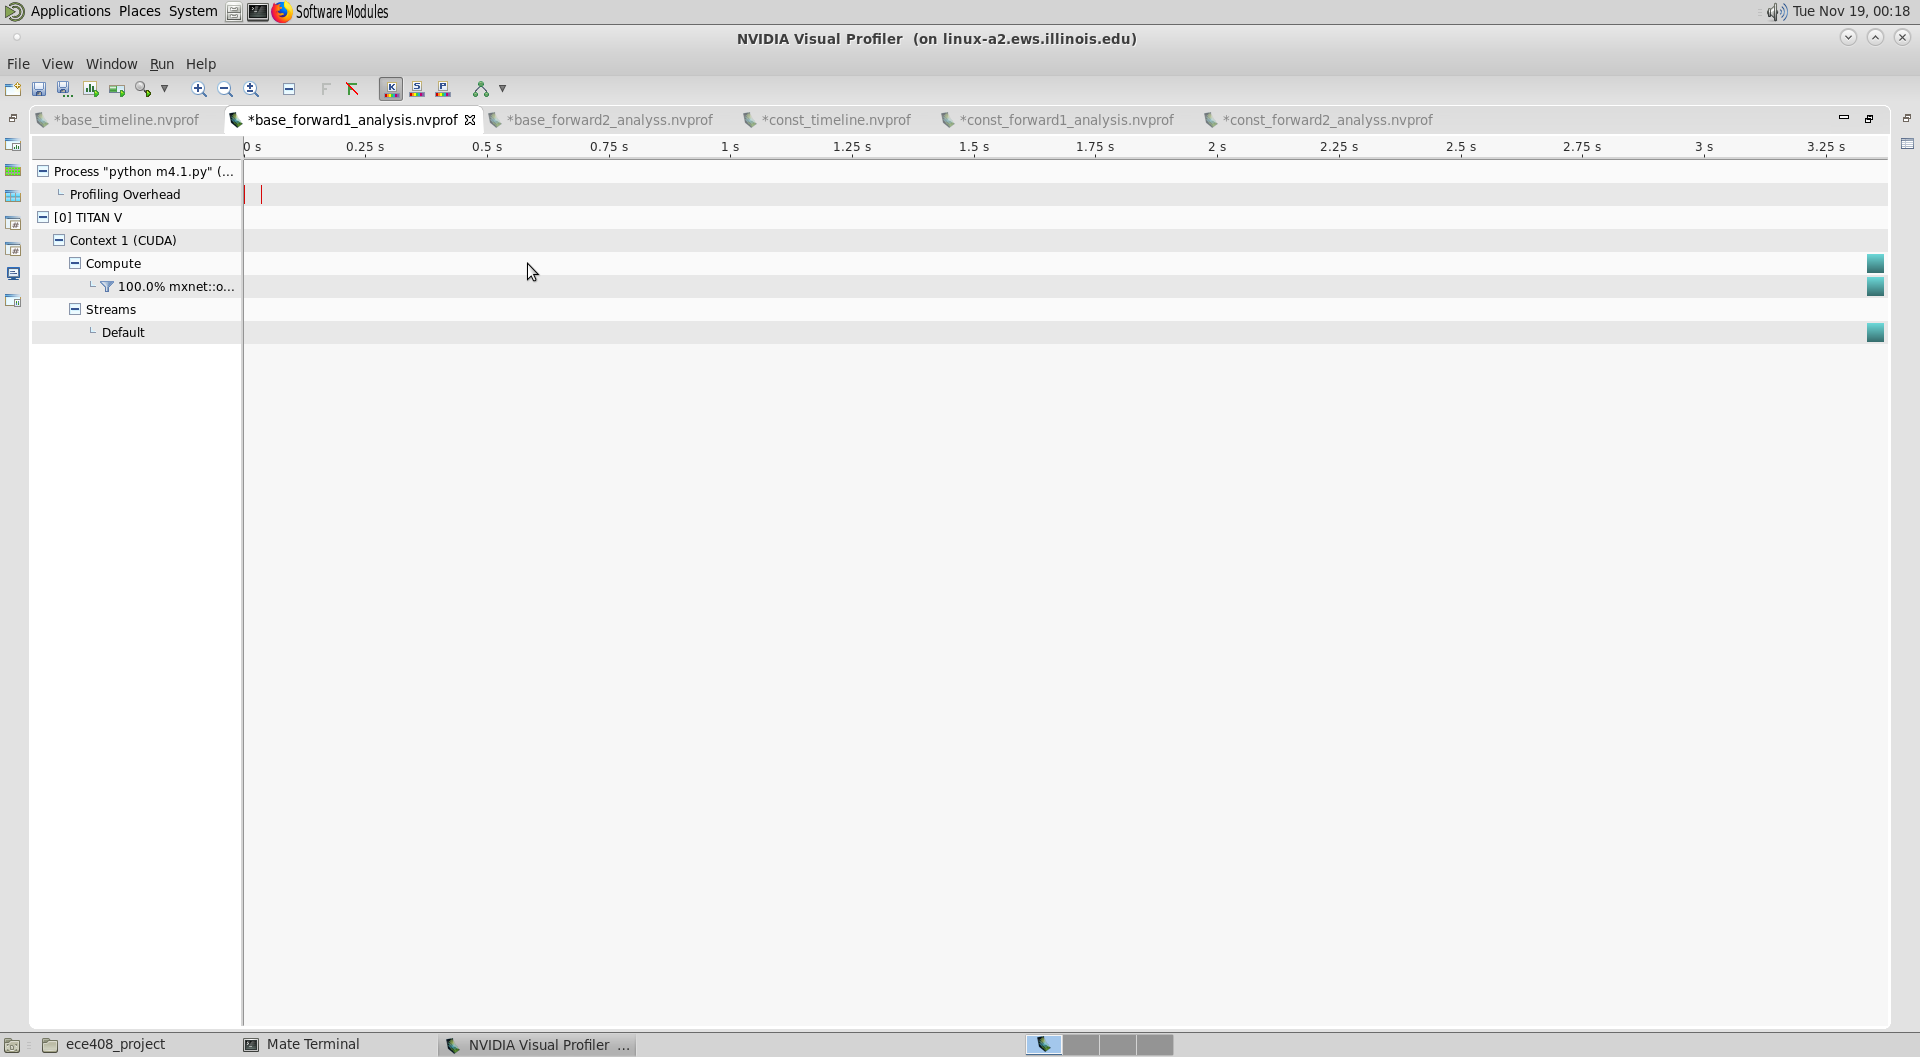 Applications Places System Software Modules Tue Nov 19, 00:18
NVIDIA Visual Profiler (on linux-a2.ews.illinois.edu)
File View Window Run Help
F K S P
*base_timeline.nvprof *base_forward1_analysis.nvprof *base_forward2_analyss.nvprof *const_timeline.nvprof *const_forward1_analysis.nvprof *const_forward2_analyss.nvprof
0 s 0.25 s 0.5 s 0.75 s 1 s 1.25 s 1.5 s 1.75 s 2 s 2.25 s 2.5 s 2.75 s 3 s 3.25 s
Process "python m4.1.py" (...
Profiling Overhead
[0] TITAN V
Context 1 (CUDA)
Compute
100.0% mxnet::o...
Streams
Default
ece408_project Mate Terminal NVIDIA Visual Profiler ...